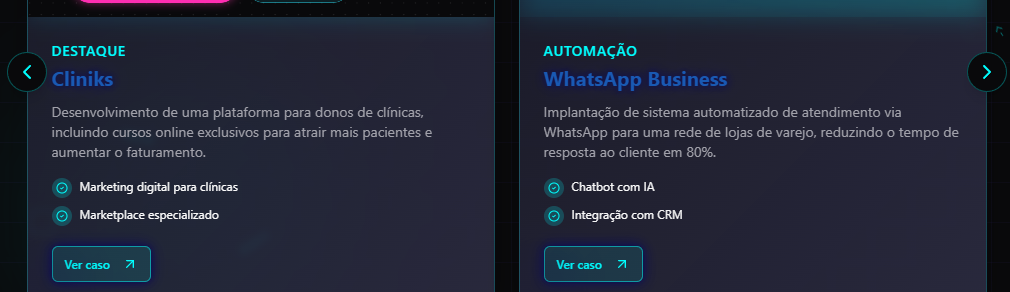 DESTAQUE
Cliniks
Desenvolvimento de uma plataforma para donos de clínicas,
incluindo cursos online exclusivos para atrair mais pacientes e
aumentar o faturamento.
Marketing digital para clínicas
Marketplace especializado
Ver caso
AUTOMAÇÃO
WhatsApp Business
Implantação de sistema automatizado de atendimento via
WhatsApp para uma rede de lojas de varejo, reduzindo o tempo de
resposta ao cliente em 80%.
Chatbot com IA
Integração com CRM
Ver caso